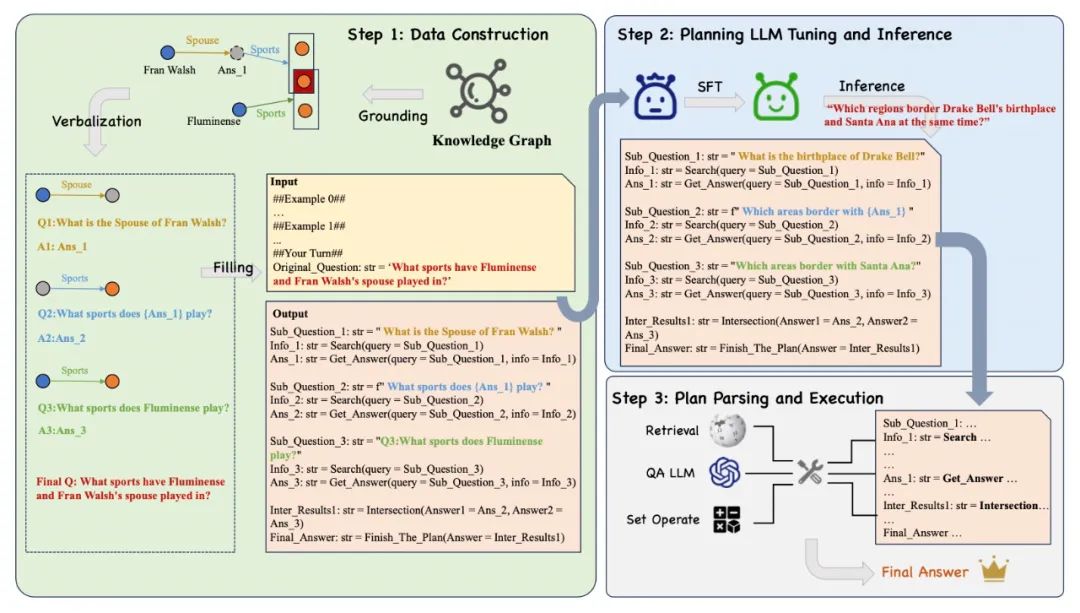 Step 1: Data Construction
Spouse
Sports
Fran Walsh
Ans_1
Fluminense
Sports
Grounding
Knowledge Graph
Verbalization
Spouse
Q1:What is the Spouse of Fran Walsh?
A1: Ans_1
Sports
Q2:What sports does {Ans_1} play?
A2:Ans_2
Sports
Q3:What sports does Fluminense play?
A3:Ans_3
Final Q: What sports have Fluminense
and Fran Walsh's spouse played in?
Filling
Input
##Example 0##
...
##Example 1##
...
##Your Turn##
Original_Question: str = ‘What sports have Fluminense
and Fran Walsh's spouse played in?’
Output
Sub_Question_1: str = " What is the Spouse of Fran Walsh? "
Info_1: str = Search(query = Sub_Question_1)
Ans_1: str = Get_Answer(query = Sub_Question_1, info = Info_1)
Sub_Question_2: str = f" What sports does {Ans_1} play? "
Info_2: str = Search(query = Sub_Question_2)
Ans_2: str = Get_Answer(query = Sub_Question_2, info = Info_2)
Sub_Question_3: str = "Q3:What sports does Fluminense
play?"
Info_3: str = Search(query = Sub_Question_3)
Ans_3: str = Get_Answer(query = Sub_Question_3, info = Info_3)
Inter_Results1: str = Intersection(Answer1 = Ans_2, Answer2 =
Ans_3)
Final_Answer: str = Finish_The_Plan(Answer = Inter_Results1)
Step 2: Planning LLM Tuning and Inference
SFT
Inference
“Which regions border Drake Bell's birthplace
and Santa Ana at the same time?”
Sub_Question_1: str = " What is the birthplace of Drake Bell?"
Info_1: str = Search(query = Sub_Question_1)
Ans_1: str = Get_Answer(query = Sub_Question_1, info = Info_1)
Sub_Question_2: str = f" Which areas border with {Ans_1} "
Info_2: str = Search(query = Sub_Question_2)
Ans_2: str = Get_Answer(query = Sub_Question_2, info = Info_2)
Sub_Question_3: str = "Which areas border with Santa Ana?"
Info_3: str = Search(query = Sub_Question_3)
Ans_3: str = Get_Answer(query = Sub_Question_3, info = Info_3)
Inter_Results1: str = Intersection(Answer1 = Ans_2, Answer2 =
Ans_3)
Final_Answer: str = Finish_The_Plan(Answer = Inter_Results1)
Step 3: Plan Parsing and Execution
Retrieval
QA LLM
Set Operate
Sub_Question_1: …
Info_1: str = Search …
…
…
Ans_1: str = Get_Answer …
…
Inter_Results1: str = Intersection…
…
Final_Answer …
Final Answer